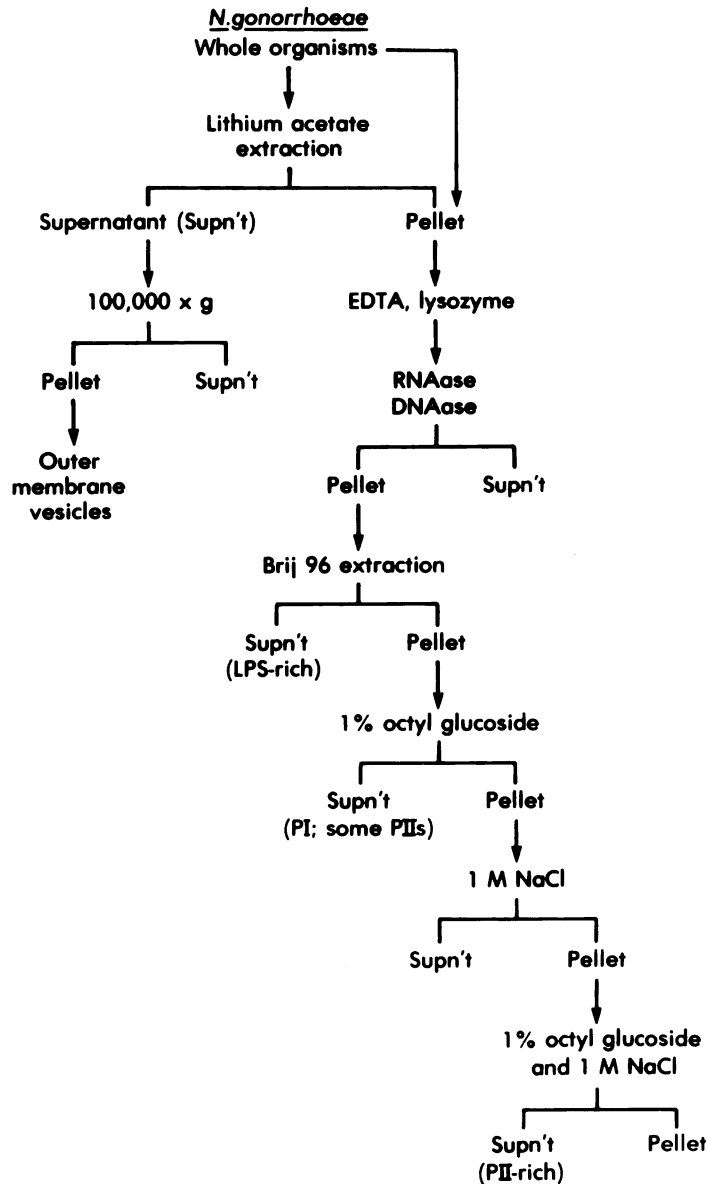 N.gonorrhoeae
Whole organisms
Lithium acetate
extraction
Supernatant (Supn't)
Pellet
100,000 x g
EDTA, lysozyme
Pellet
Supn't
RNAase
DNAase
Outer
membrane
vesicles
Pellet
Supn't
Brij 96 extraction
Supn't
(LPS-rich)
Pellet
1% octyl glucoside
Supn't
(PI; some PIIs)
Pellet
1 M NaCl
Supn't
Pellet
1% octyl glucoside
and 1 M NaCl
Supn't
(PII-rich)
Pellet